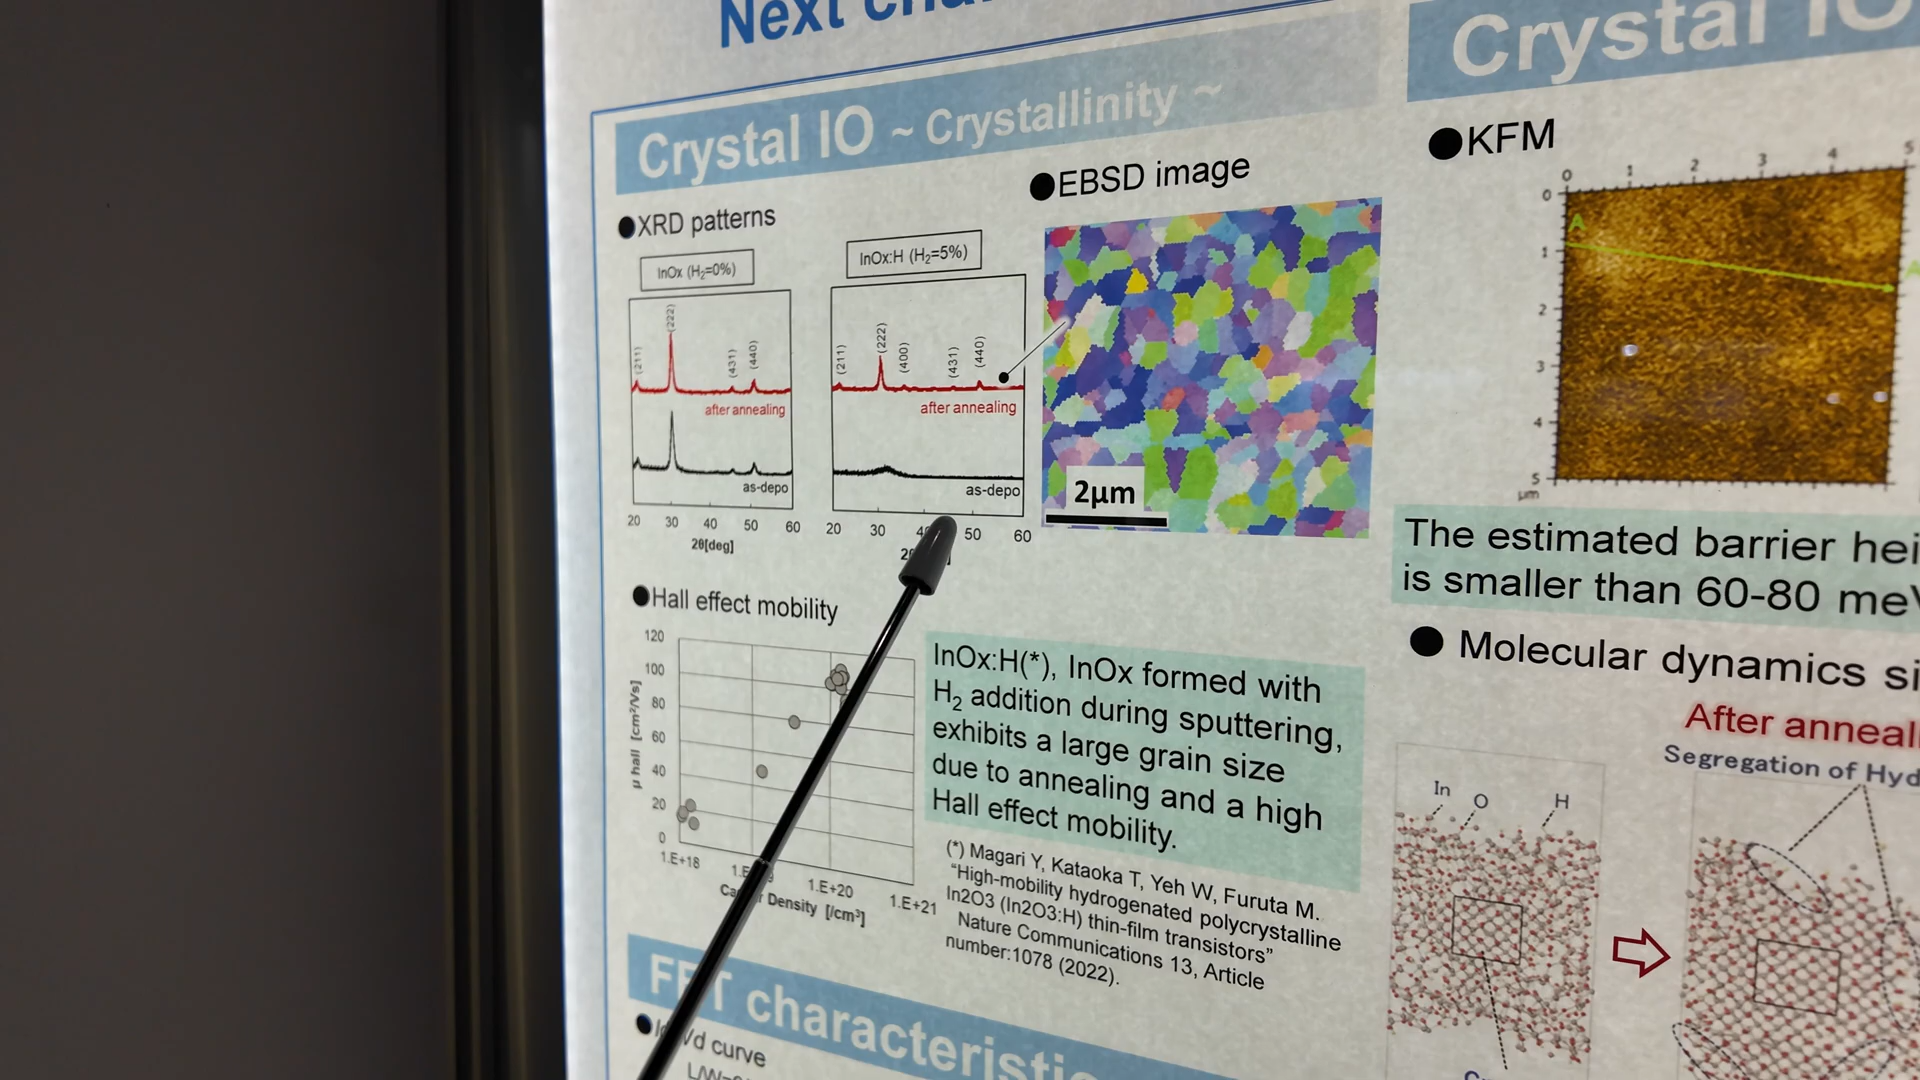 Next
Crystal IO ~ Crystallinity ~
●XRD patterns
InOx (H2=0%)
(211)
(222)
(431)
(440)
after annealing
as-depo
20 30 40 50 60
2θ[deg]
InOx:H (H2=5%)
(211)
(222)
(400)
(431)
(440)
after annealing
as-depo
20 30 50 60
●EBSD image
2μm
●Hall effect mobility
120
100
80
60
40
20
0
μ hall [cm²/Vs]
1.E+18 1.E+20 1.E+21
Density [/cm³]
InOx:H(*), InOx formed with
H2 addition during sputtering,
exhibits a large grain size
due to annealing and a high
Hall effect mobility.
(*) Magari Y, Kataoka T, Yeh W, Furuta M.
“High-mobility hydrogenated polycrystalline
In2O3 (In2O3:H) thin-film transistors”
Nature Communications 13, Article
number:1078 (2022).
FET characteristi
Vd curve
Crystal IO
●KFM
0 1 2 3 4 5
0
1
2
3
4
5
μm
A
The estimated barrier hei
is smaller than 60-80 meV
● Molecular dynamics si
After anneali
Segregation of Hyd
In O H